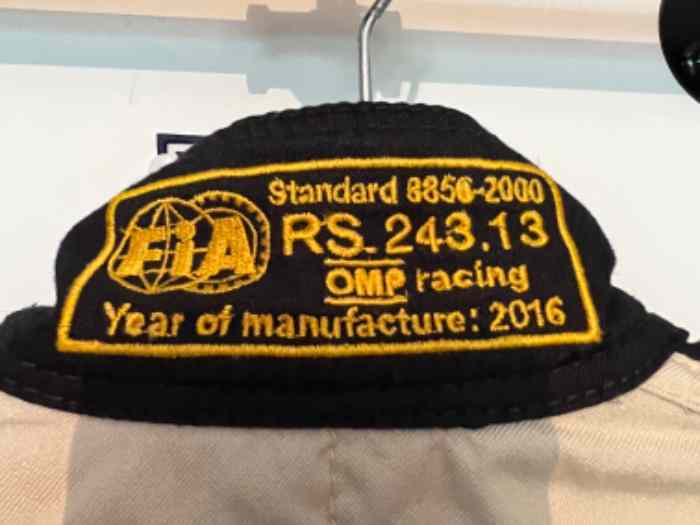 Standard 8856-2000
FiA
RS.243.13
OMP racing
Year of manufacture: 2016